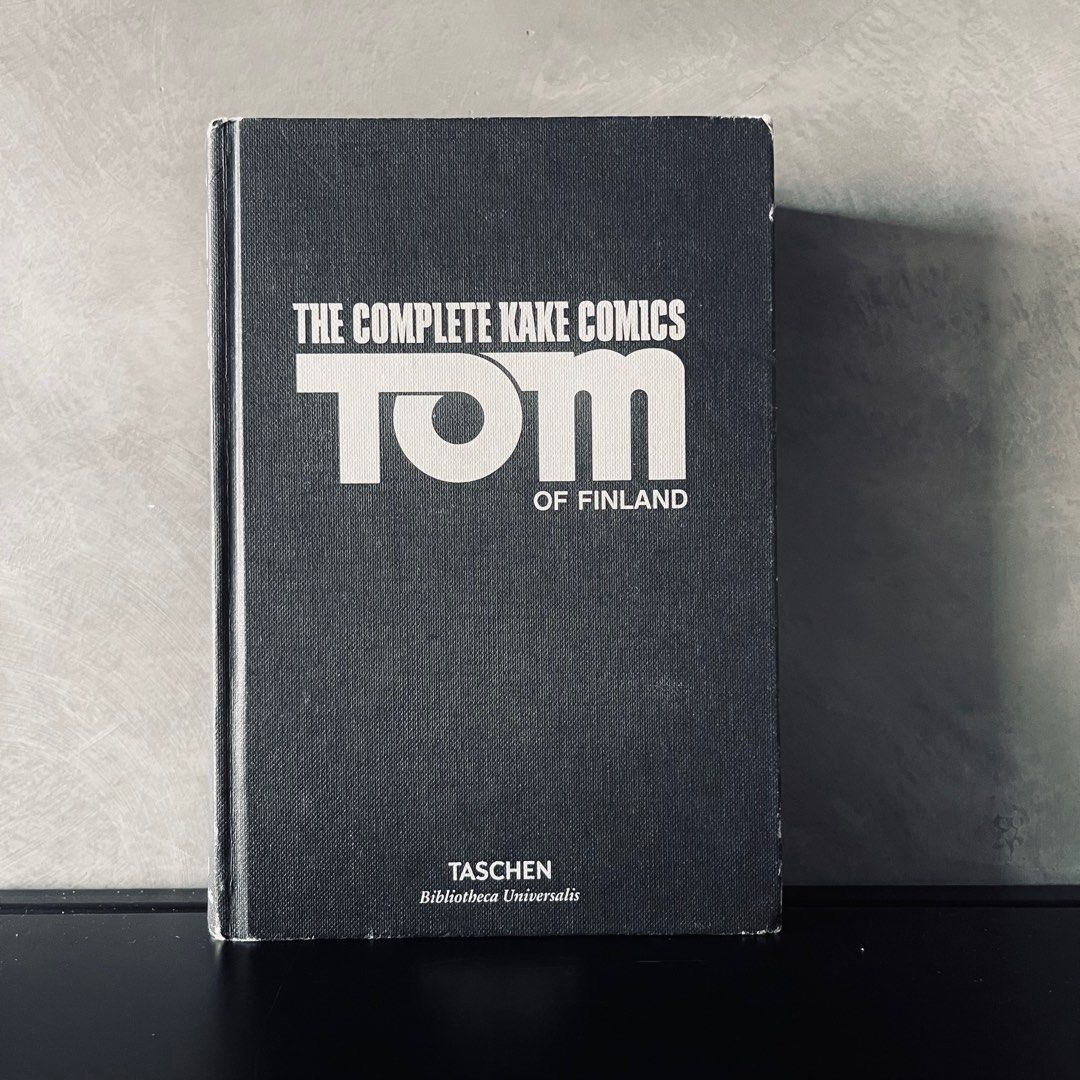 THE COMPLETE KAKE COMICS
TOM
OF FINLAND
TASCHEN
Bibliotheca Universalis